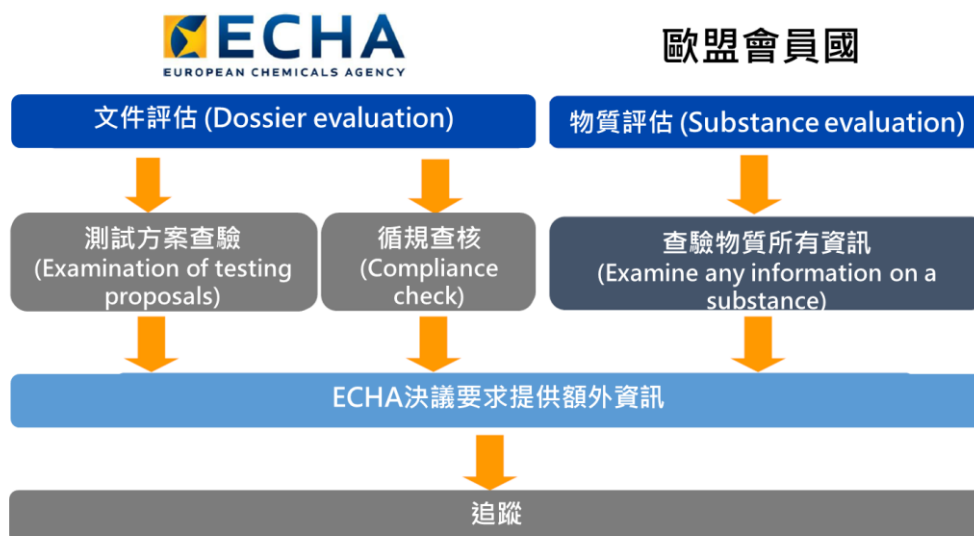 ECHA
EUROPEAN CHEMICALS AGENCY
歐盟會員國
文件評估 (Dossier evaluation)
物質評估 (Substance evaluation)
測試方案查驗
(Examination of testing
proposals)
循規查核
(Compliance
check)
查驗物質所有資訊
(Examine any information on a
substance)
ECHA決議要求提供額外資訊
追蹤